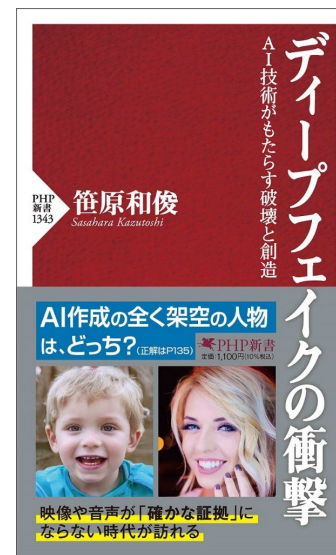 ディープフェイクの衝撃
AI技術がもたらす破壊と創造
PHP
新書
1343
笹原和俊
Sasahara Kazutoshi
AI作成の全く架空の人物
は、どっち?(正解はP135)
PHP新書
定価:1,100円(10%税込)
映像や音声が「確かな証拠」に
ならない時代が訪れる